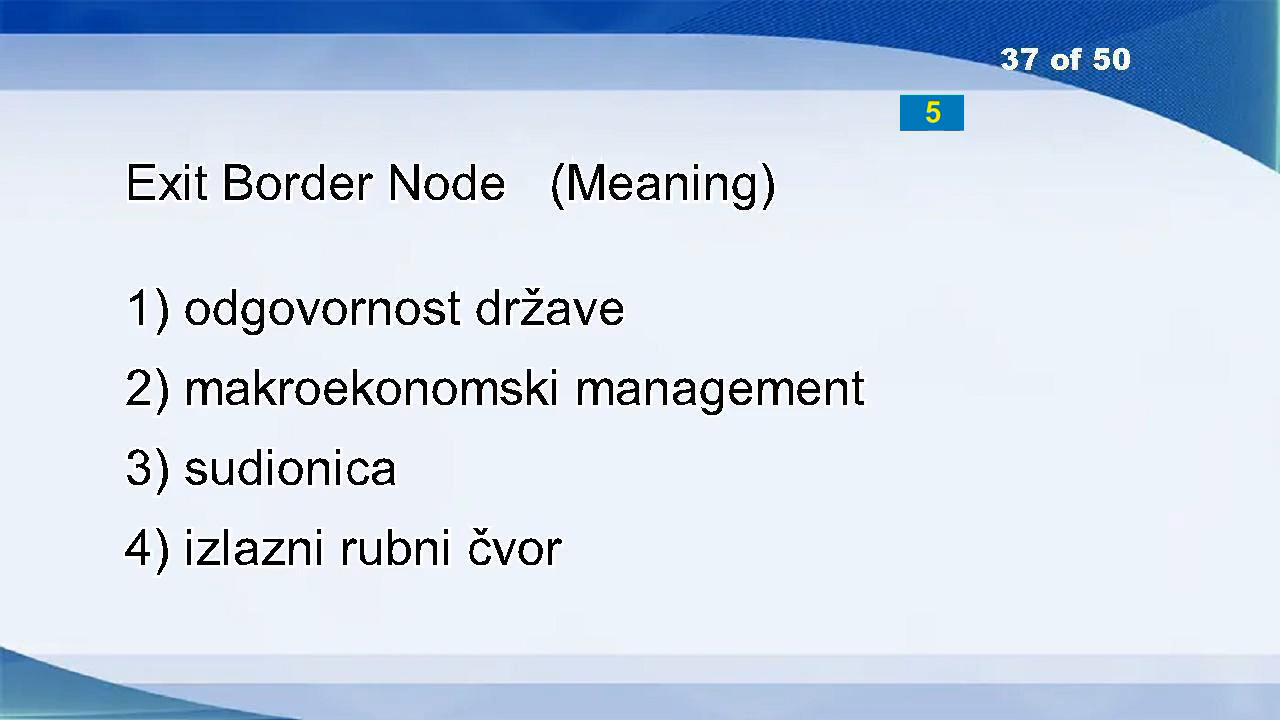 37 of 50
5
Exit Border Node (Meaning)
1) odgovornost države
2) makroekonomski management
3) sudionica
4) izlazni rubni čvor